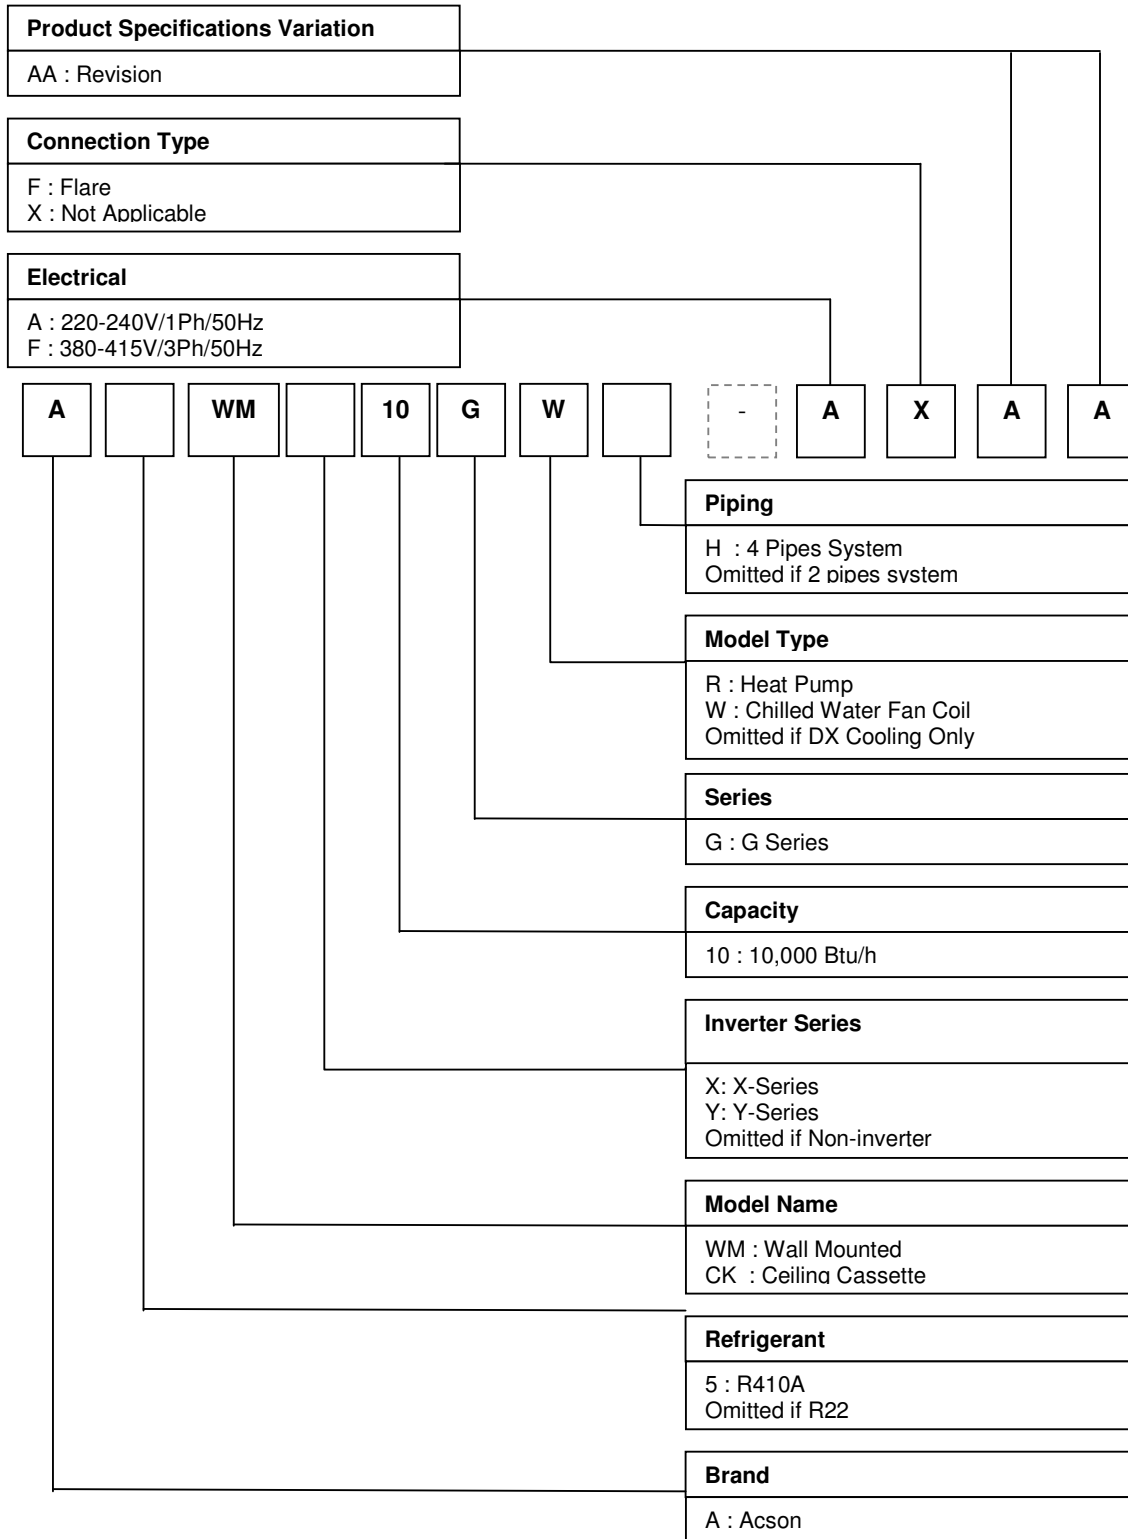 Product Specifications Variation
AA : Revision
Connection Type
F : Flare
X : Not Applicable
Electrical
A : 220-240V/1Ph/50Hz
F : 380-415V/3Ph/50Hz
A WM 10 G W - A X A A
Piping
H : 4 Pipes System
Omitted if 2 pipes system
Model Type
R : Heat Pump
W : Chilled Water Fan Coil
Omitted if DX Cooling Only
Series
G : G Series
Capacity
10 : 10,000 Btu/h
Inverter Series
X: X-Series
Y: Y-Series
Omitted if Non-inverter
Model Name
WM : Wall Mounted
CK : Ceiling Cassette
Refrigerant
5 : R410A
Omitted if R22
Brand
A : Acson